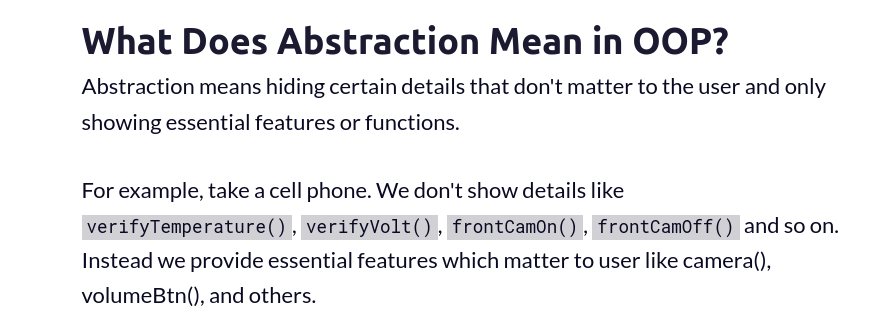 What Does Abstraction Mean in OOP?
Abstraction means hiding certain details that don't matter to the user and only
showing essential features or functions.
For example, take a cell phone. We don't show details like
verifyTemperature(), verifyVolt(), frontCamOn(), frontCamOff() and so on.
Instead we provide essential features which matter to user like camera(),
volumeBtn(), and others.